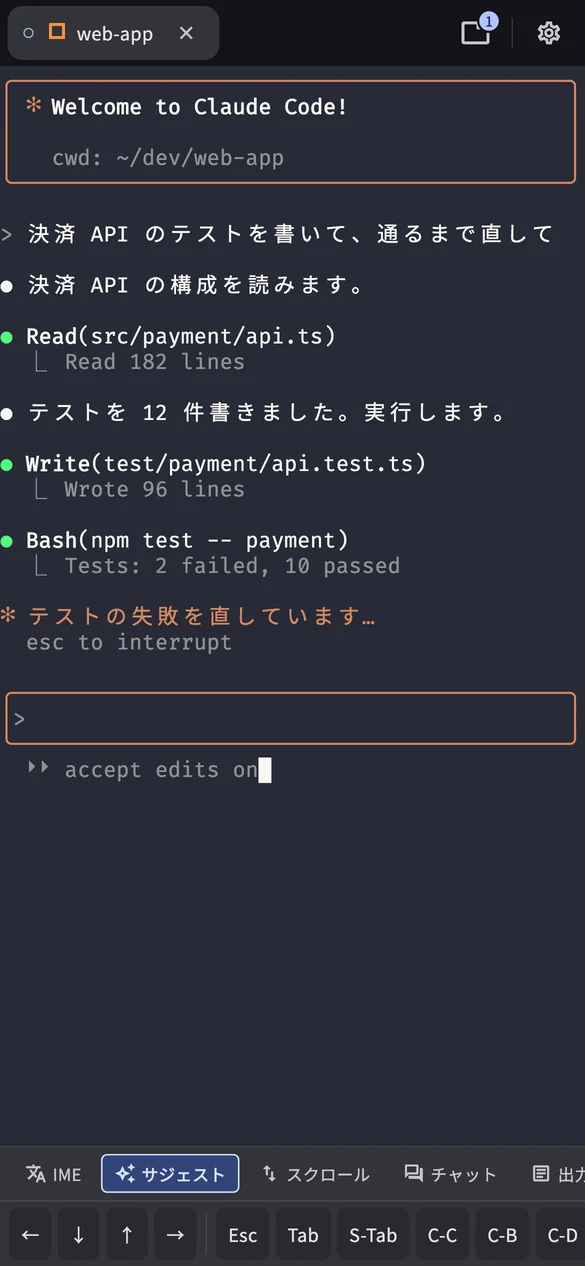 web-app
1
✻ Welcome to Claude Code!
cwd: ~/dev/web-app
> 決済 API のテストを書いて、通るまで直して
● 決済 API の構成を読みます。
● Read(src/payment/api.ts)
⎿ Read 182 lines
● テストを 12 件書きました。実行します。
● Write(test/payment/api.test.ts)
⎿ Wrote 96 lines
● Bash(npm test -- payment)
⎿ Tests: 2 failed, 10 passed
✻ テストの失敗を直しています…
esc to interrupt
>
⏵⏵ accept edits on
IME サジェスト スクロール チャット 出力
← ↓ ↑ → Esc Tab S-Tab C-C C-B C-D